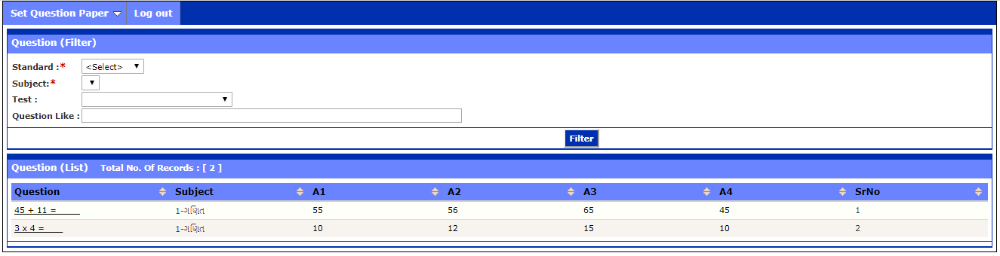 Set Question Paper Log out
Question (Filter)
Standard :* <Select>
Subject:*
Test :
Question Like :
Filter
Question (List) Total No. Of Records : [ 2 ]
Question Subject A1 A2 A3 A4 SrNo
45 + 11 = _____ 1-ગણિત 55 56 65 45 1
3 x 4 = ____ 1-ગણિત 10 12 15 10 2